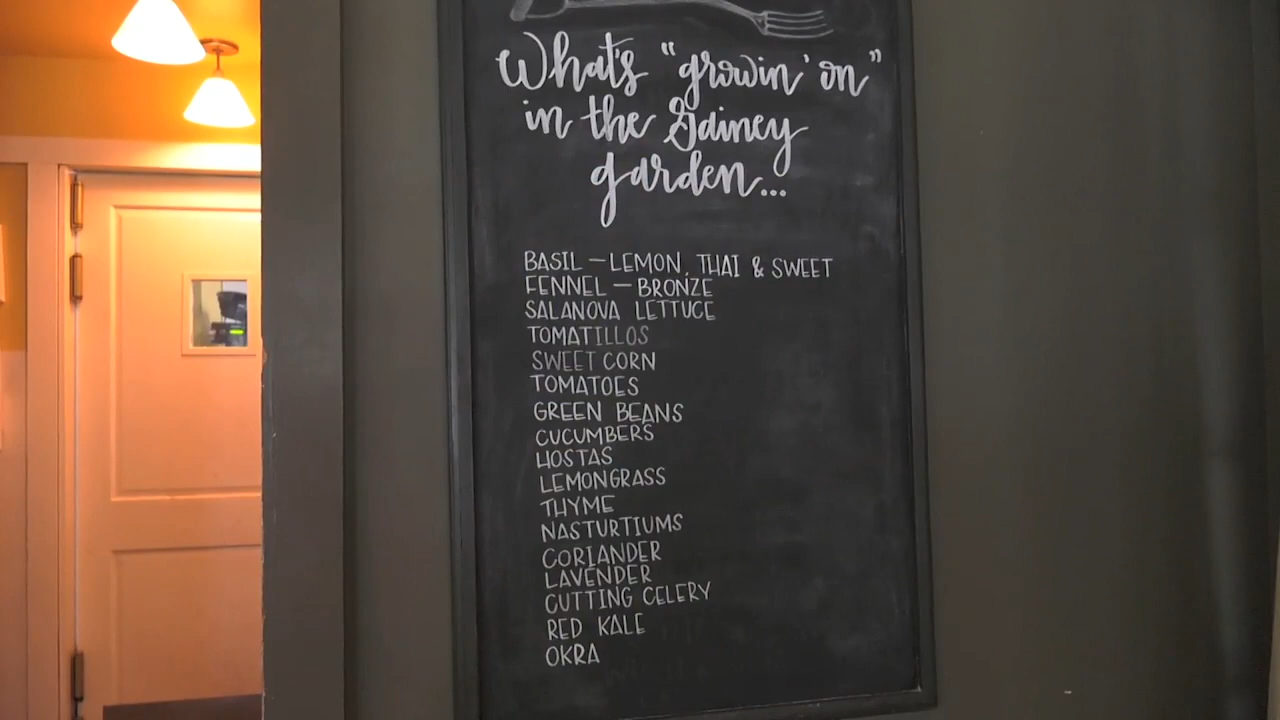 What's "growin' on"
in the Gainey
garden...
BASIL — LEMON, THAI & SWEET
FENNEL — BRONZE
SALANOVA LETTUCE
TOMATILLOS
SWEET CORN
TOMATOES
GREEN BEANS
CUCUMBERS
HOSTAS
LEMONGRASS
THYME
NASTURTIUMS
CORIANDER
LAVENDER
CUTTING CELERY
RED KALE
OKRA